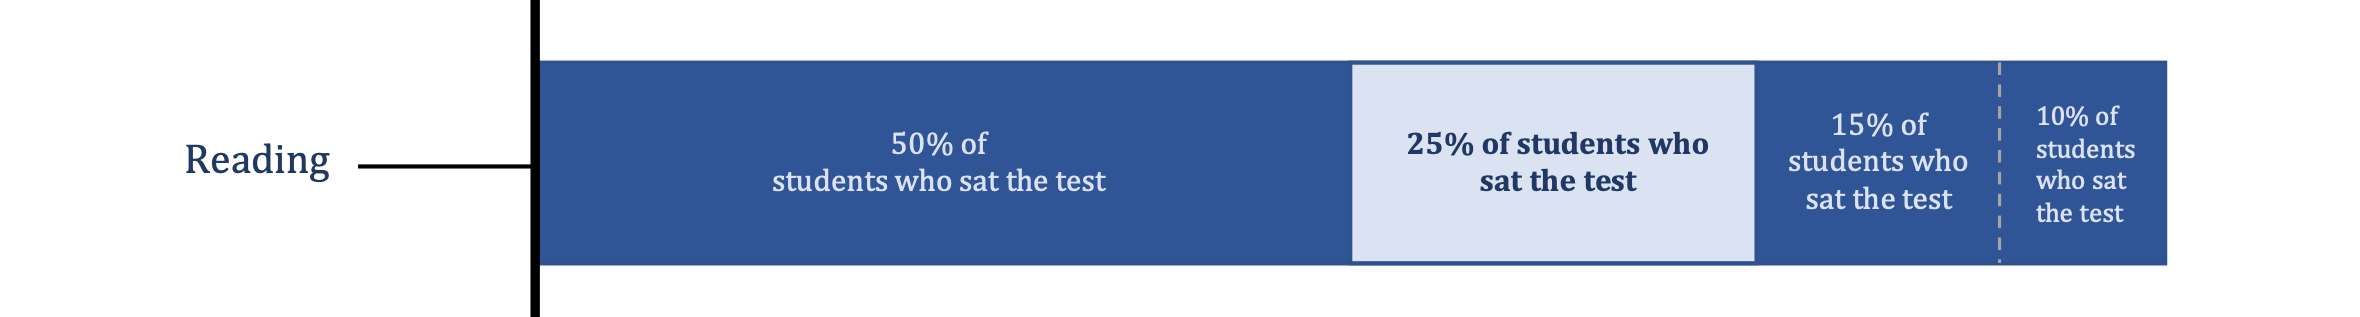 Reading
50% of
students who sat the test
25% of students who
sat the test
15% of
students who
sat the test
10% of
students
who sat
the test